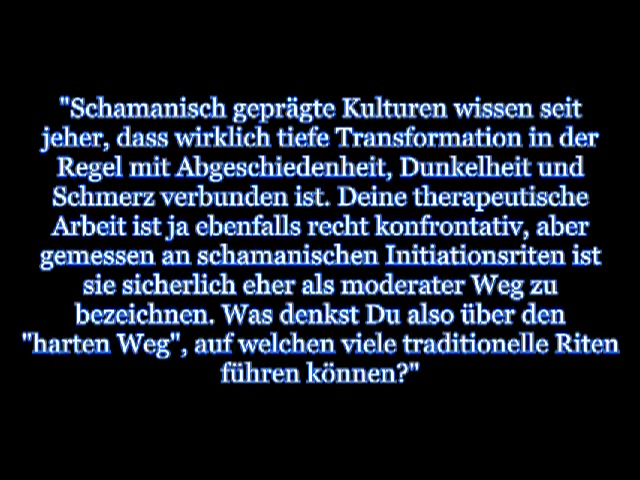 "Schamanisch geprägte Kulturen wissen seit
jeher, dass wirklich tiefe Transformation in der
Regel mit Abgeschiedenheit, Dunkelheit und
Schmerz verbunden ist. Deine therapeutische
Arbeit ist ja ebenfalls recht konfrontativ, aber
gemessen an schamanischen Initiationsriten ist
sie sicherlich eher als moderater Weg zu
bezeichnen. Was denkst Du also über den
"harten Weg", auf welchen viele traditionelle Riten
führen können?"